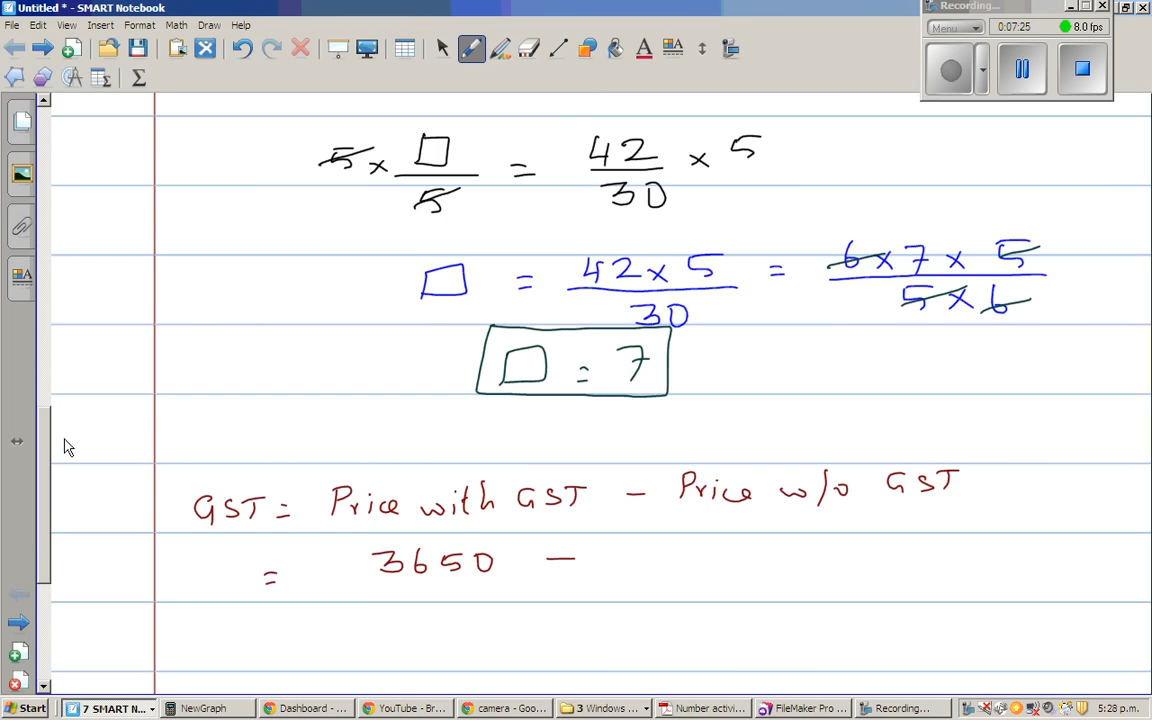 Untitled * - SMART Notebook
Recording...
File Edit View Insert Format Math Draw Help
Menu 0:07:25 8.0 fps
5 × □ / 5 = 42 / 30 × 5
□ = 42 × 5 / 30 = 6 × 7 × 5 / 5 × 6
□ = 7
GST = Price with GST - Price w/o GST
= 3650 -
Start 7 SMART N... NewGraph Dashboard - ... YouTube - Br... camera - Goo... 3 Windows ... Number activi... FileMaker Pro ... Recording... 5:28 p.m.